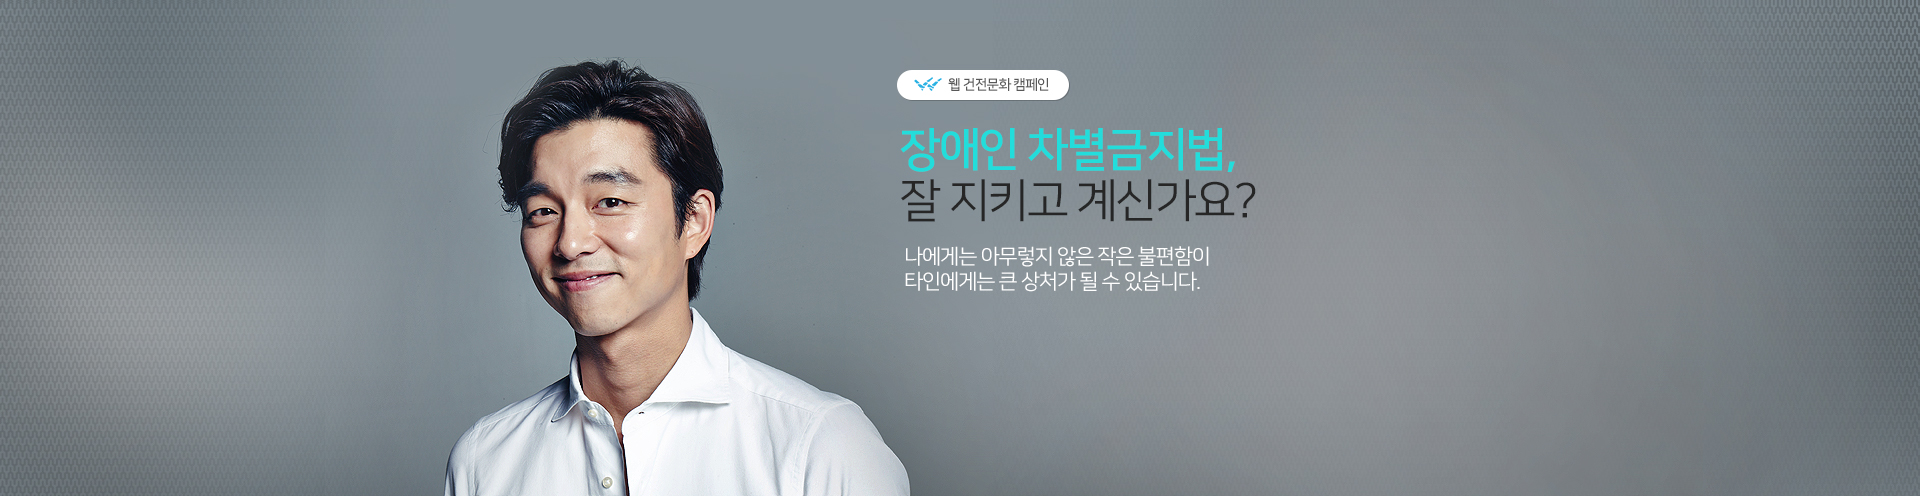 웹 건전문화 캠페인
장애인 차별금지법,
잘 지키고 계신가요?
나에게는 아무렇지 않은 작은 불편함이
타인에게는 큰 상처가 될 수 있습니다.